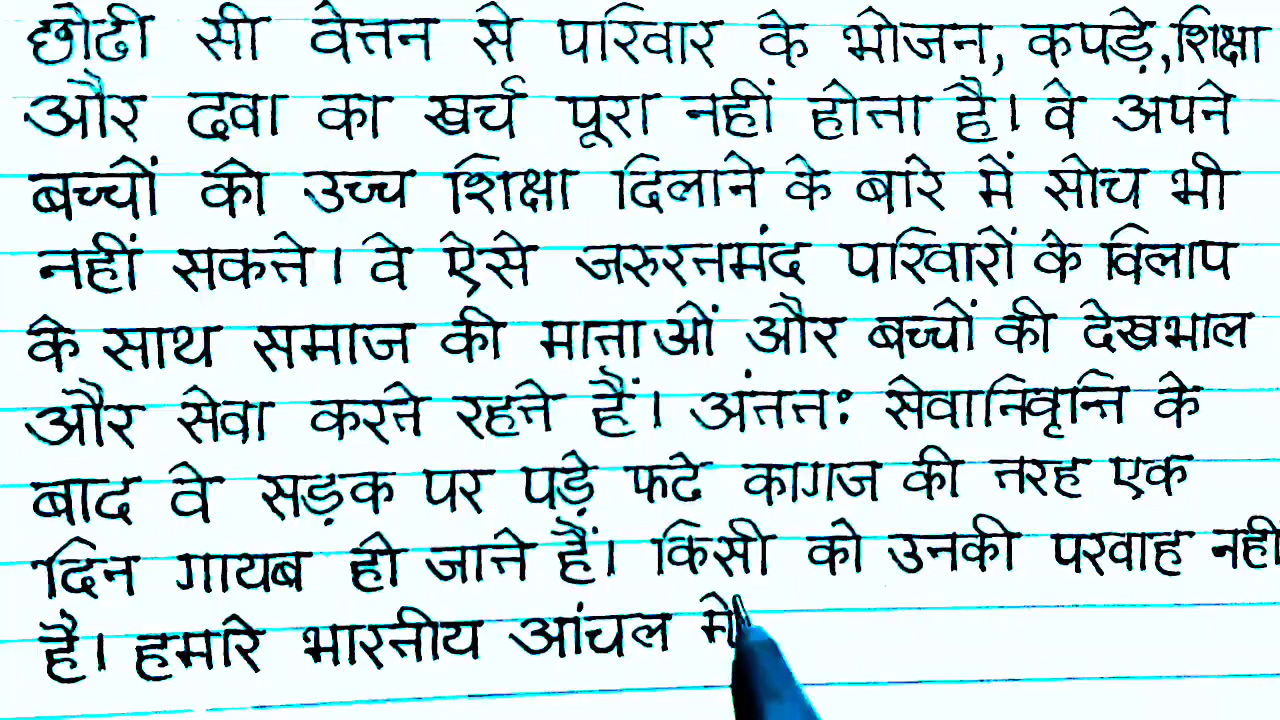 छोटी सी वेतन से परिवार के भोजन, कपड़े, शिक्षा
और दवा का खर्च पूरा नहीं होता है। वे अपने
बच्चों को उच्च शिक्षा दिलाने के बारे में सोच भी
नहीं सकते। वे ऐसे जरुरतमंद परिवारों के विलाप
के साथ समाज की माताओं और बच्चों की देखभाल
और सेवा करते रहते हैं। अंततः सेवानिवृत्ति के
बाद वे सड़क पर पड़े फटे कागज की तरह एक
दिन गायब हो जाते हैं। किसी को उनकी परवाह नही
है। हमारे भारतीय आंचल मे